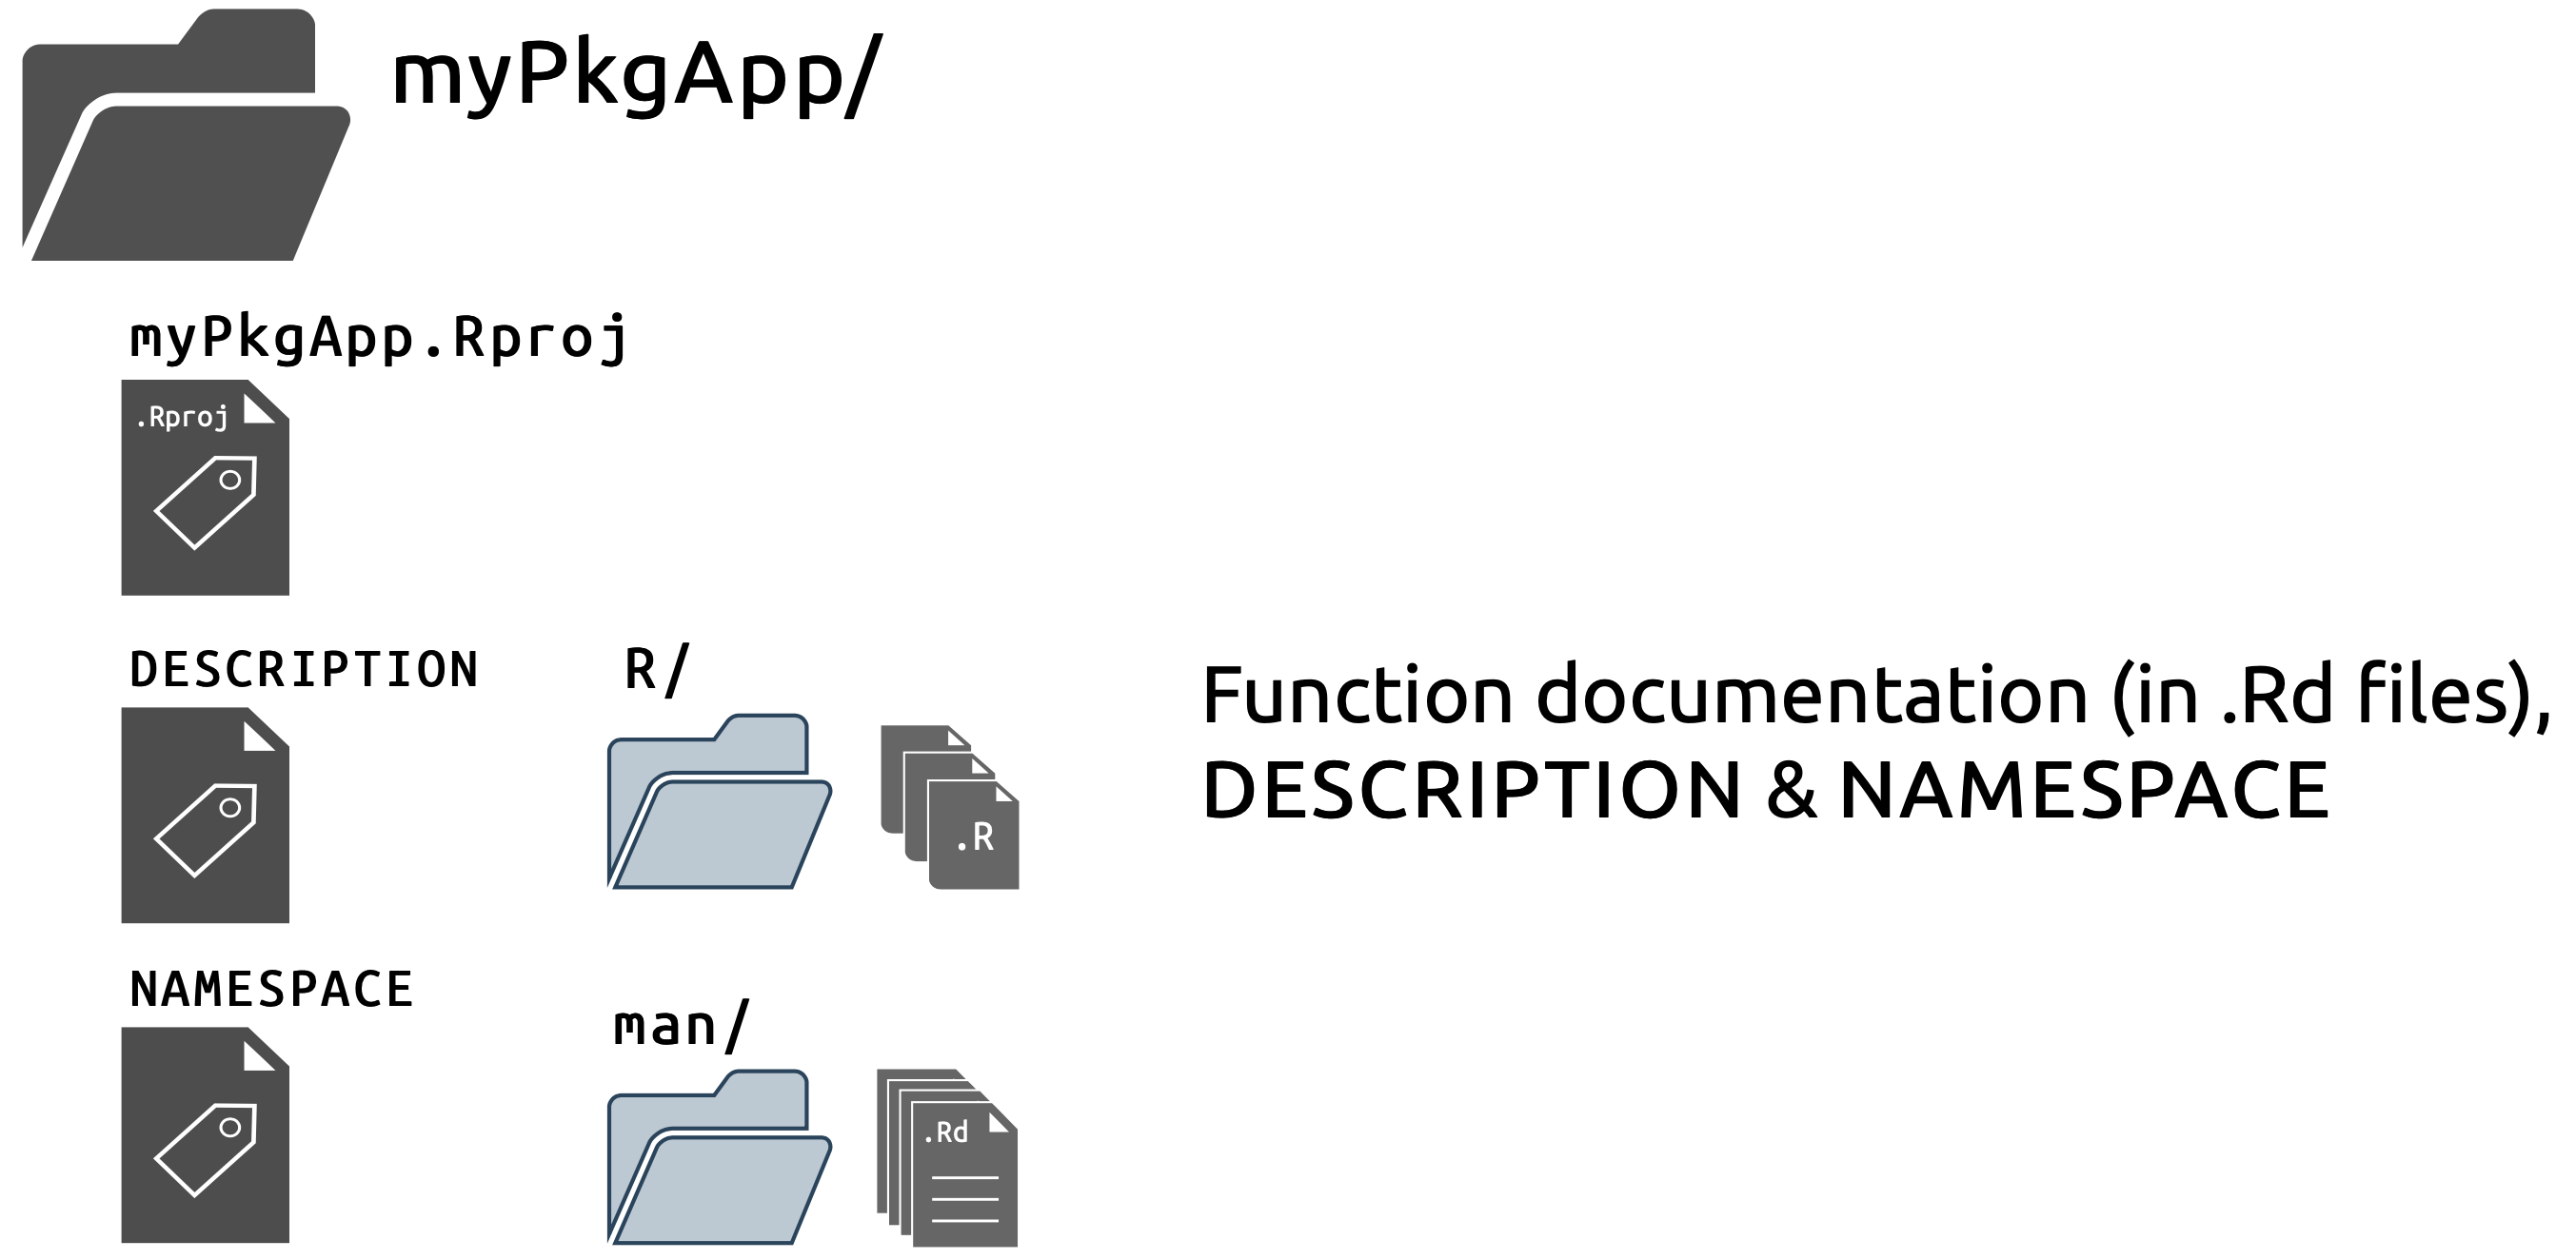 myPkgApp/
myPkgApp.Rproj
.Rproj
DESCRIPTION
R/
.R
Function documentation (in .Rd files),
DESCRIPTION & NAMESPACE
NAMESPACE
man/
.Rd